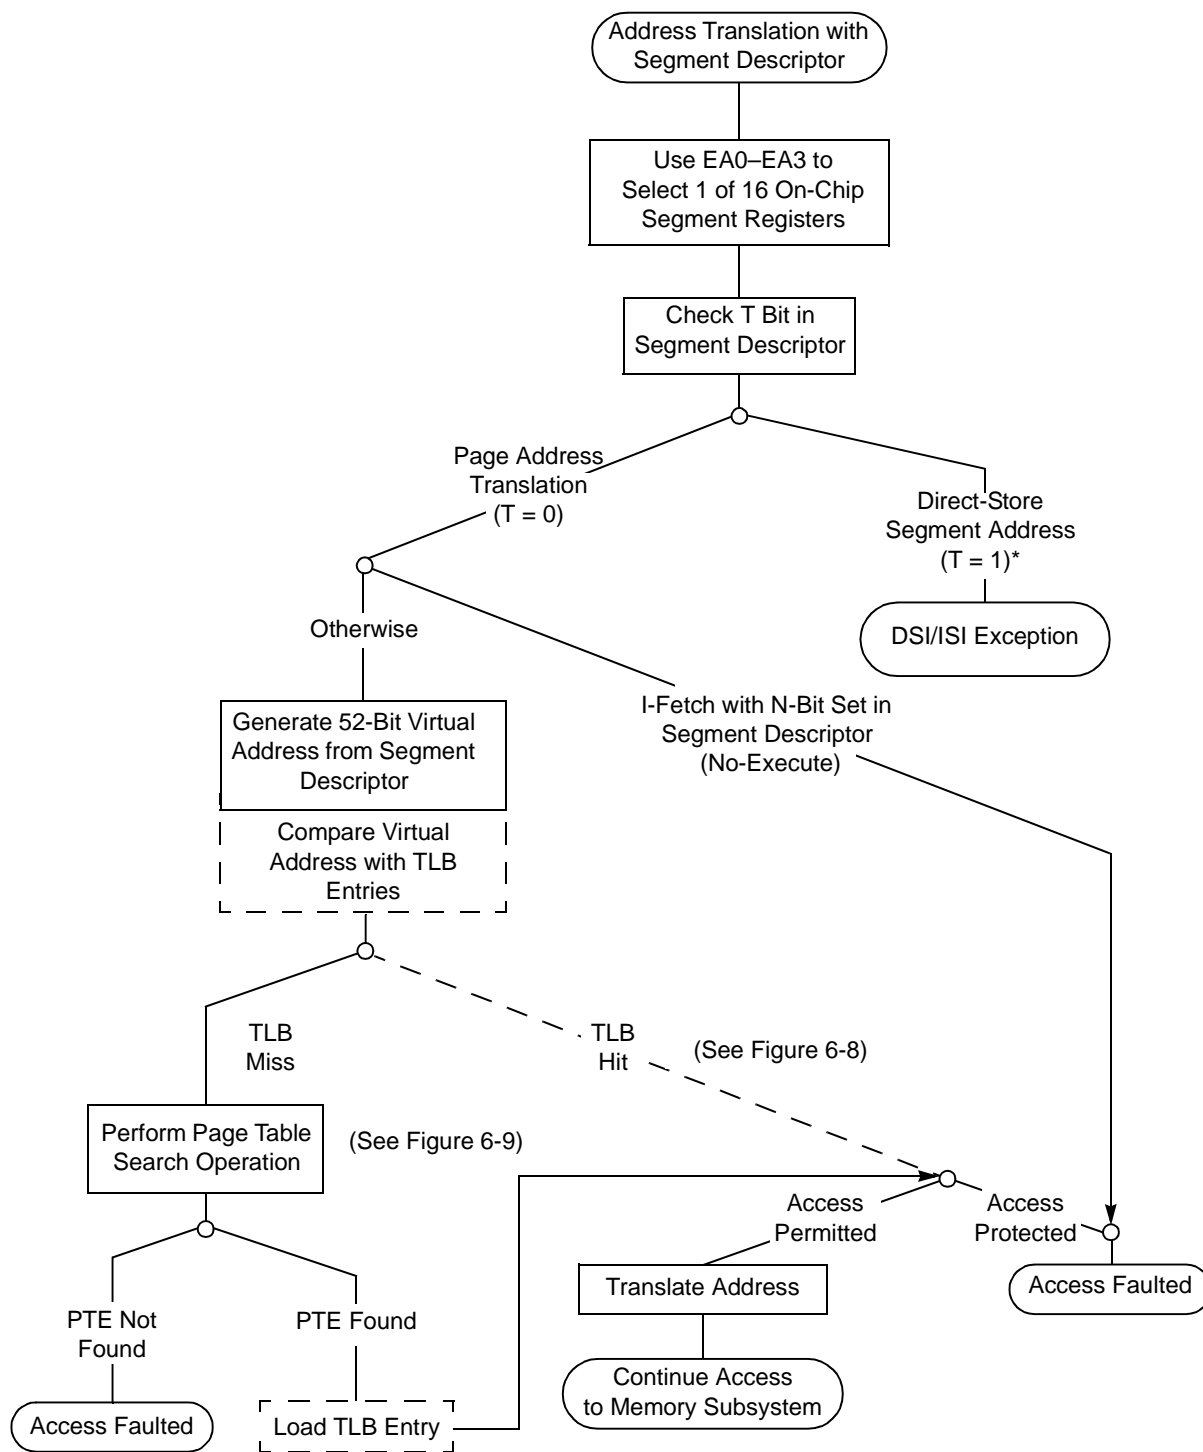 Address Translation with
Segment Descriptor
Use EA0–EA3 to
Select 1 of 16 On-Chip
Segment Registers
Check T Bit in
Segment Descriptor
Page Address
Translation
(T = 0)
Direct-Store
Segment Address
(T = 1)*
Otherwise
DSI/ISI Exception
I-Fetch with N-Bit Set in
Segment Descriptor
(No-Execute)
Generate 52-Bit Virtual
Address from Segment
Descriptor
Compare Virtual
Address with TLB
Entries
TLB
Miss
TLB
Hit
(See Figure 6-8)
Perform Page Table
Search Operation
(See Figure 6-9)
Access
Permitted
Access
Protected
Translate Address
Access Faulted
PTE Not
Found
PTE Found
Continue Access
to Memory Subsystem
Access Faulted
Load TLB Entry